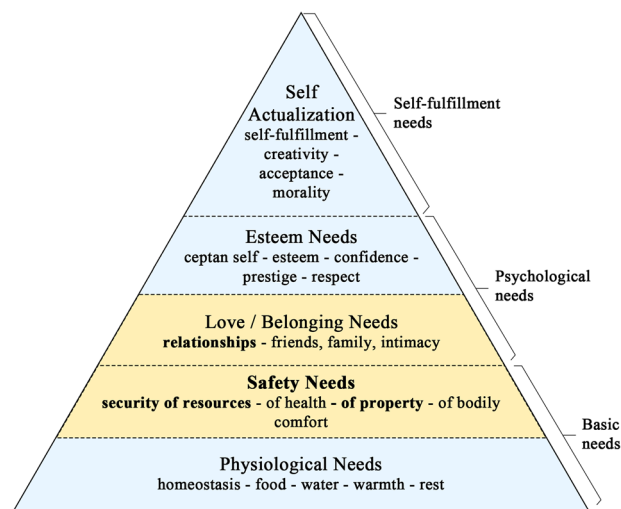 Self
Actualization
self-fulfillment -
creativity -
acceptance -
morality
Self-fulfillment
needs
Esteem Needs
ceptan self - esteem - confidence -
prestige - respect
Psychological
needs
Love / Belonging Needs
relationships - friends, family, intimacy
Safety Needs
security of resources - of health - of property - of bodily
comfort
Basic
needs
Physiological Needs
homeostasis - food - water - warmth - rest